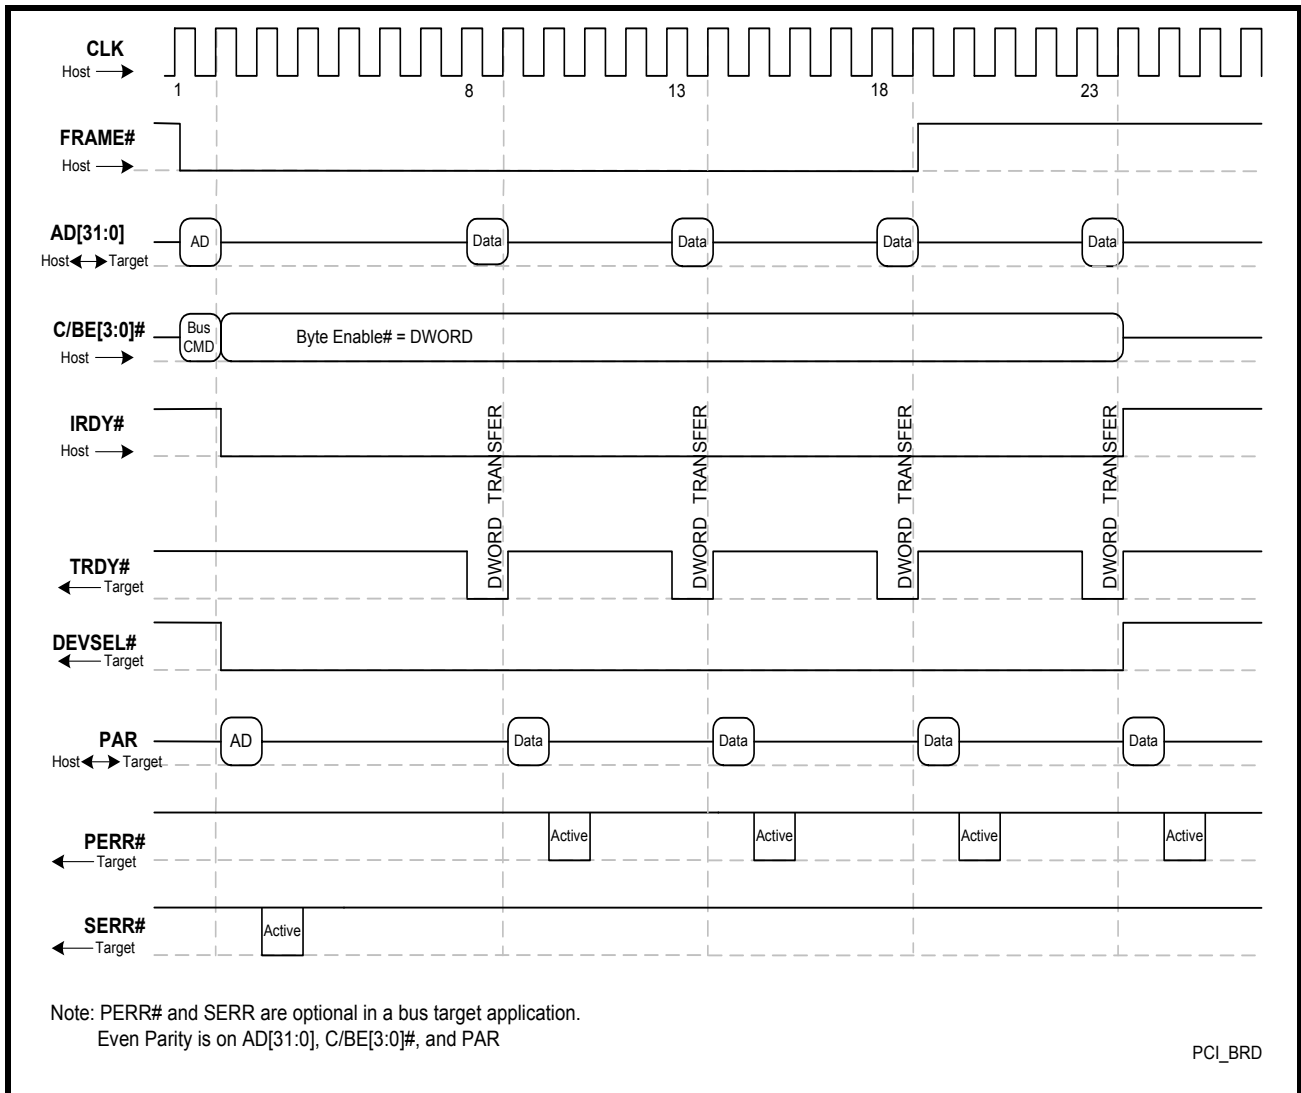 CLK
Host
1 8 13 18 23
FRAME#
Host
AD[31:0]
Host Target
AD Data Data Data Data
C/BE[3:0]#
Host
Bus
CMD
Byte Enable# = DWORD
IRDY#
Host
DWORD TRANSFER
DWORD TRANSFER
DWORD TRANSFER
DWORD TRANSFER
TRDY#
Target
DEVSEL#
Target
PAR
Host Target
AD Data Data Data Data
PERR#
Target
Active Active Active Active
SERR#
Target
Active
Note: PERR# and SERR are optional in a bus target application.
Even Parity is on AD[31:0], C/BE[3:0]#, and PAR
PCI_BRD